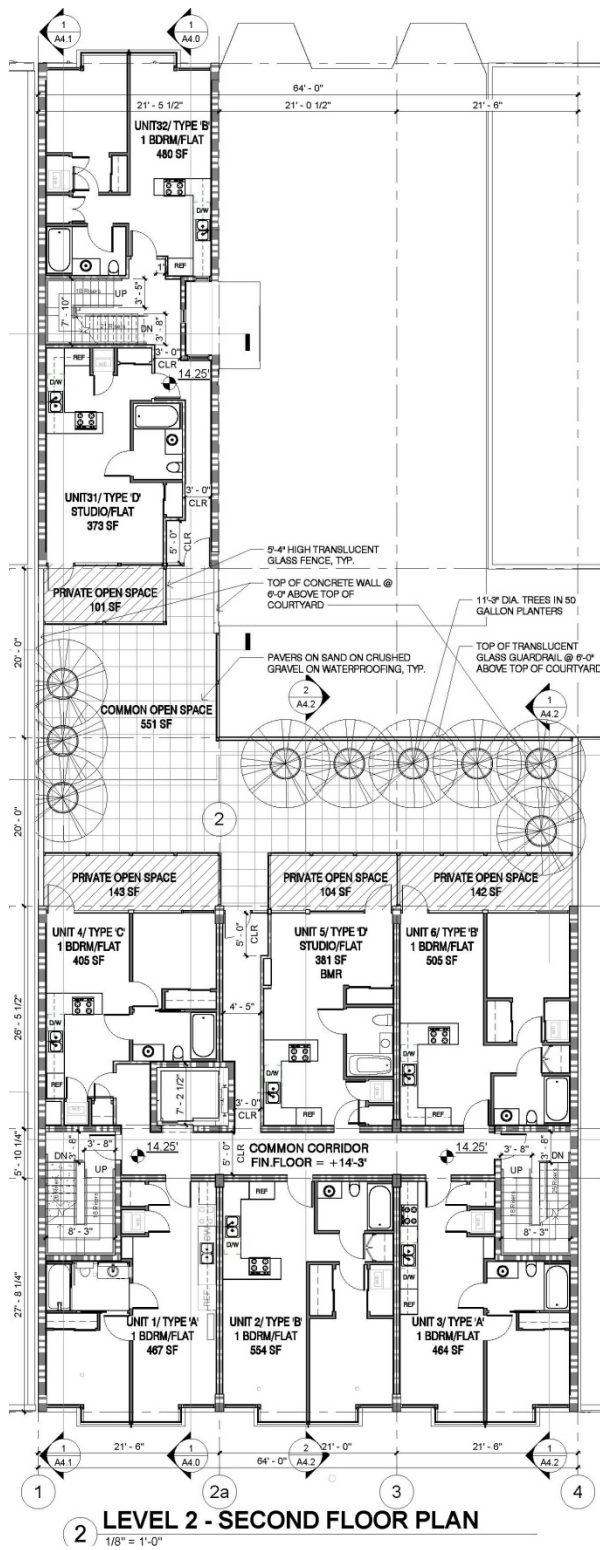 1
A4.1
1
A4.0
64' - 0"
21' - 5 1/2"
21' - 0 1/2"
21' - 6"
UNIT32/ TYPE 'B'
1 BDRM/FLAT
480 SF
D/W
REF
1'
18 Risers
UP
3' - 5"
7' - 10"
21 Risers
DN
3' - 8"
3' - 0"
CLR
14.25'
REF
D/W
UNIT31/ TYPE 'D'
STUDIO/FLAT
373 SF
3' - 0"
CLR
5' - 0"
5'-4" HIGH TRANSLUCENT
GLASS FENCE, TYP.
PRIVATE OPEN SPACE
101 SF
TOP OF CONCRETE WALL @
6'-0" ABOVE TOP OF
COURTYARD
11'-3" DIA. TREES IN 50
GALLON PLANTERS
20' - 0"
PAVERS ON SAND ON CRUSHED
GRAVEL ON WATERPROOFING, TYP.
TOP OF TRANSLUCENT
GLASS GUARDRAIL @ 6'-0"
ABOVE TOP OF COURTYARD
COMMON OPEN SPACE
551 SF
2
A4.2
1
A4.2
20' - 0"
2
PRIVATE OPEN SPACE
143 SF
PRIVATE OPEN SPACE
104 SF
PRIVATE OPEN SPACE
142 SF
UNIT 4/ TYPE 'C'
1 BDRM/FLAT
405 SF
5' - 0"
CLR
UNIT 5/ TYPE 'D'
STUDIO/FLAT
381 SF
BMR
UNIT 6/ TYPE 'B'
1 BDRM/FLAT
505 SF
26' - 5 1/2"
4' - 5"
D/W
REF
D/W
REF
D/W
REF
7' - 2 1/2"
3' - 0"
CLR
5' - 10 1/4"
3' - 8"
3' - 8"
DN
UP
14.25'
5' - 0"
CLR
COMMON CORRIDOR
FIN.FLOOR = +14'-3"
14.25'
3' - 8"
3' - 8"
UP
DN
18 Risers
8' - 3"
REF
D/W
18 Risers
8' - 3"
D/W
REF
REF
27' - 8 1/4"
UNIT 1/ TYPE 'A'
1 BDRM/FLAT
467 SF
UNIT 2/ TYPE 'B'
1 BDRM/FLAT
554 SF
UNIT 3/ TYPE 'A'
1 BDRM/FLAT
464 SF
1
A4.1
21' - 6"
1
A4.0
2
A4.2
21' - 0"
21' - 6"
1
A4.2
64' - 0"
1
2a
3
4
2
LEVEL 2 - SECOND FLOOR PLAN
1/8" = 1'-0"